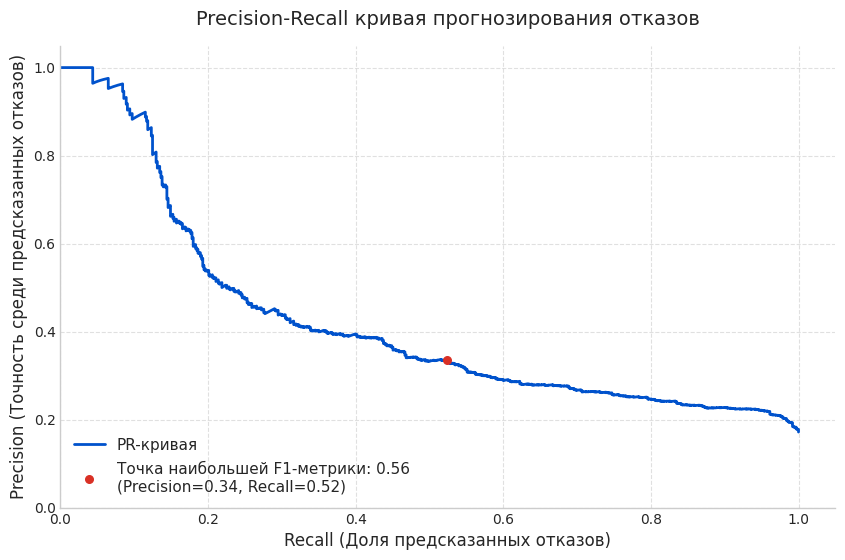 Precision-Recall кривая прогнозирования отказов
Precision (Точность среди предсказанных отказов)
1.0
0.8
0.6
0.4
0.2
0.0
PR-кривая
Точка наибольшей F1-метрики: 0.56
(Precision=0.34, Recall=0.52)
0.0 0.2 0.4 0.6 0.8 1.0
Recall (Доля предсказанных отказов)